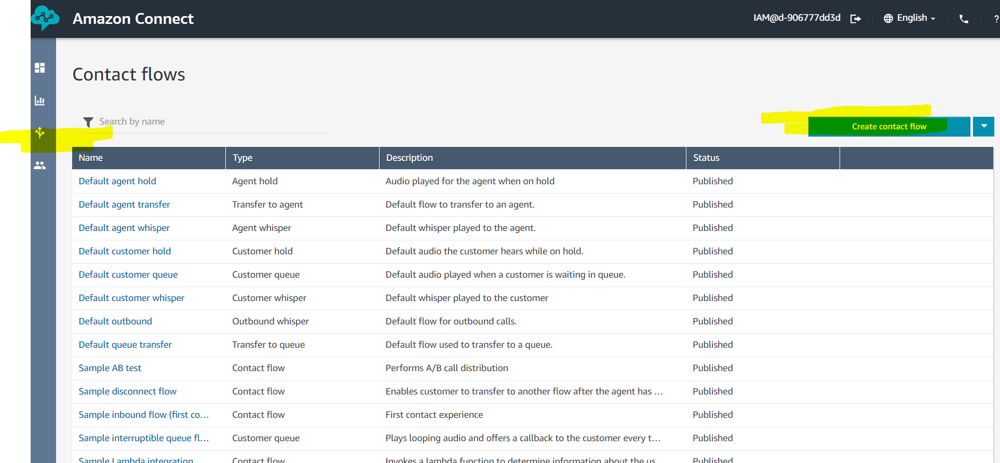 Amazon Connect
IAM@d-906777dd3d English ?
Contact flows
Search by name
Create contact flow
Name Type Description Status
Default agent hold Agent hold Audio played for the agent when on hold Published
Default agent transfer Transfer to agent Default flow to transfer to an agent. Published
Default agent whisper Agent whisper Default whisper played to the agent. Published
Default customer hold Customer hold Default audio the customer hears while on hold. Published
Default customer queue Customer queue Default audio played when a customer is waiting in queue. Published
Default customer whisper Customer whisper Default whisper played to the customer Published
Default outbound Outbound whisper Default flow for outbound calls. Published
Default queue transfer Transfer to queue Default flow used to transfer to a queue. Published
Sample AB test Contact flow Performs A/B call distribution Published
Sample disconnect flow Contact flow Enables customer to transfer to another flow after the agent has … Published
Sample inbound flow (first co… Contact flow First contact experience Published
Sample interruptible queue fl… Customer queue Plays looping audio and offers a callback to the customer every t… Published
Sample Lambda integration Contact flow Invokes a lambda function to determine information about the us Published